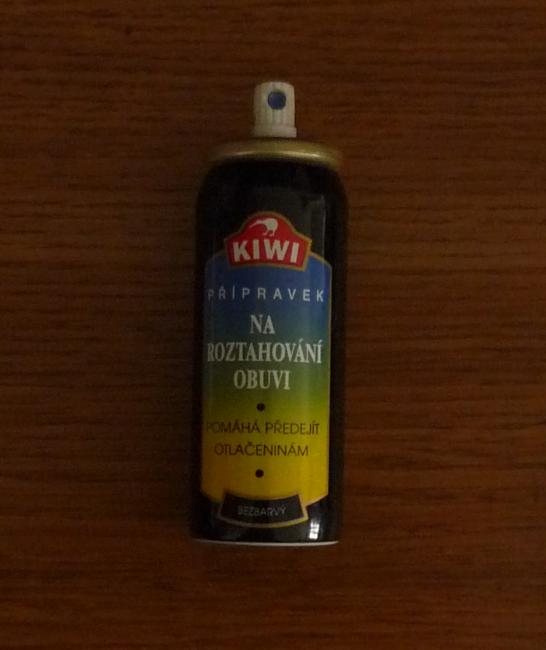 KIWI
PŘÍPRAVEK
NA
ROZTAHOVÁNÍ
OBUVI
POMÁHÁ PŘEDEJÍT
OTLAČENINÁM
BEZBARVÝ